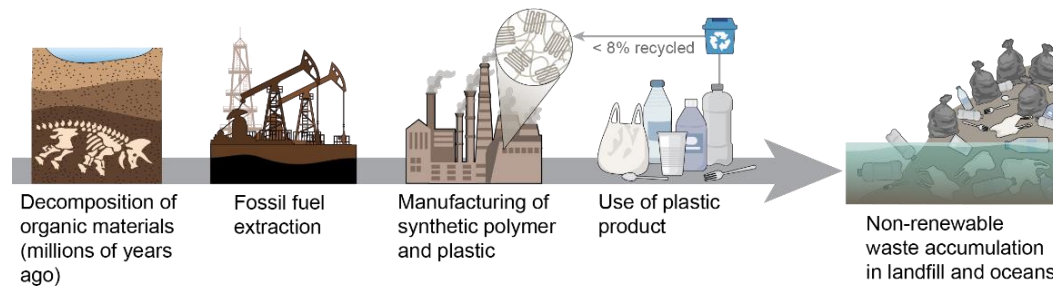 < 8% recycled
Decomposition of
organic materials
(millions of years
ago)
Fossil fuel
extraction
Manufacturing of
synthetic polymer
and plastic
Use of plastic
product
Non-renewable
waste accumulation
in landfill and oceans